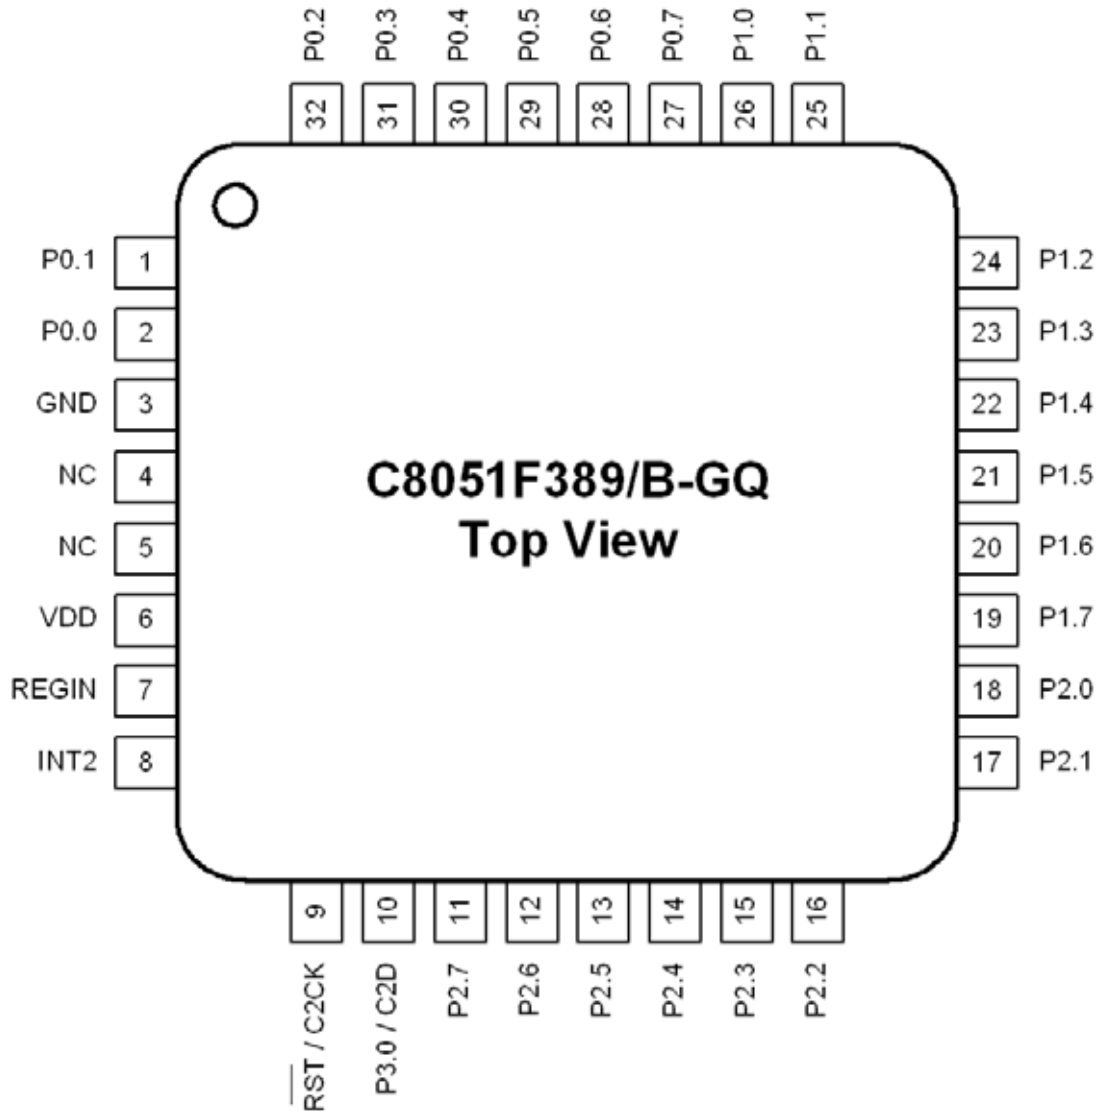 P0.2 P0.3 P0.4 P0.5 P0.6 P0.7 P1.0 P1.1
32 31 30 29 28 27 26 25
P0.1 1 24 P1.2
P0.0 2 23 P1.3
GND 3 22 P1.4
NC 4 21 P1.5
C8051F389/B-GQ
Top View
NC 5 20 P1.6
VDD 6 19 P1.7
REGIN 7 18 P2.0
INT2 8 17 P2.1
9 10 11 12 13 14 15 16
RST / C2CK P3.0 / C2D P2.7 P2.6 P2.5 P2.4 P2.3 P2.2